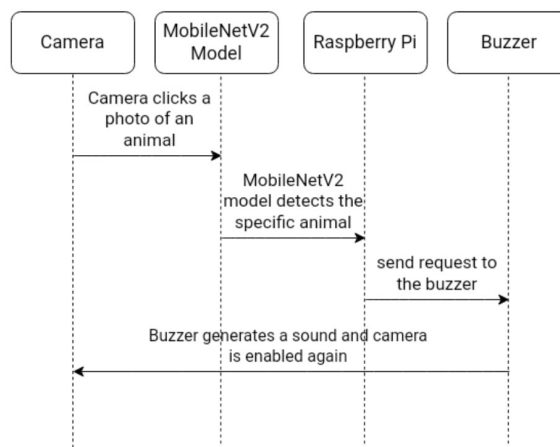 Camera
MobileNetV2
Model
Raspberry Pi
Buzzer
Camera clicks a
photo of an
animal
MobileNetV2
model detects the
specific animal
send request to
the buzzer
Buzzer generates a sound and camera
is enabled again